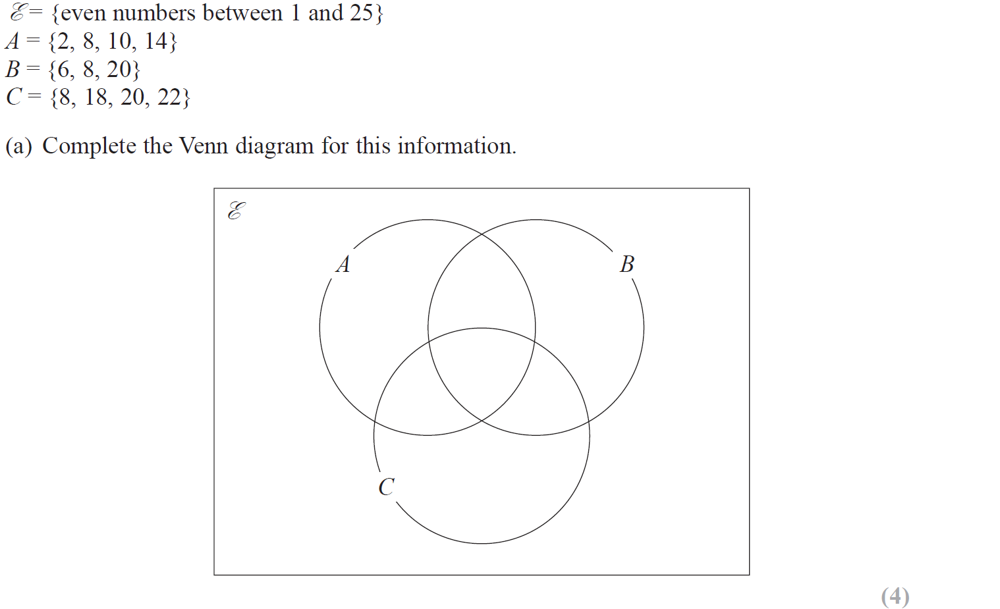 ℰ = {even numbers between 1 and 25}
A = {2, 8, 10, 14}
B = {6, 8, 20}
C = {8, 18, 20, 22}
(a) Complete the Venn diagram for this information.
ℰ
A
B
C
(4)